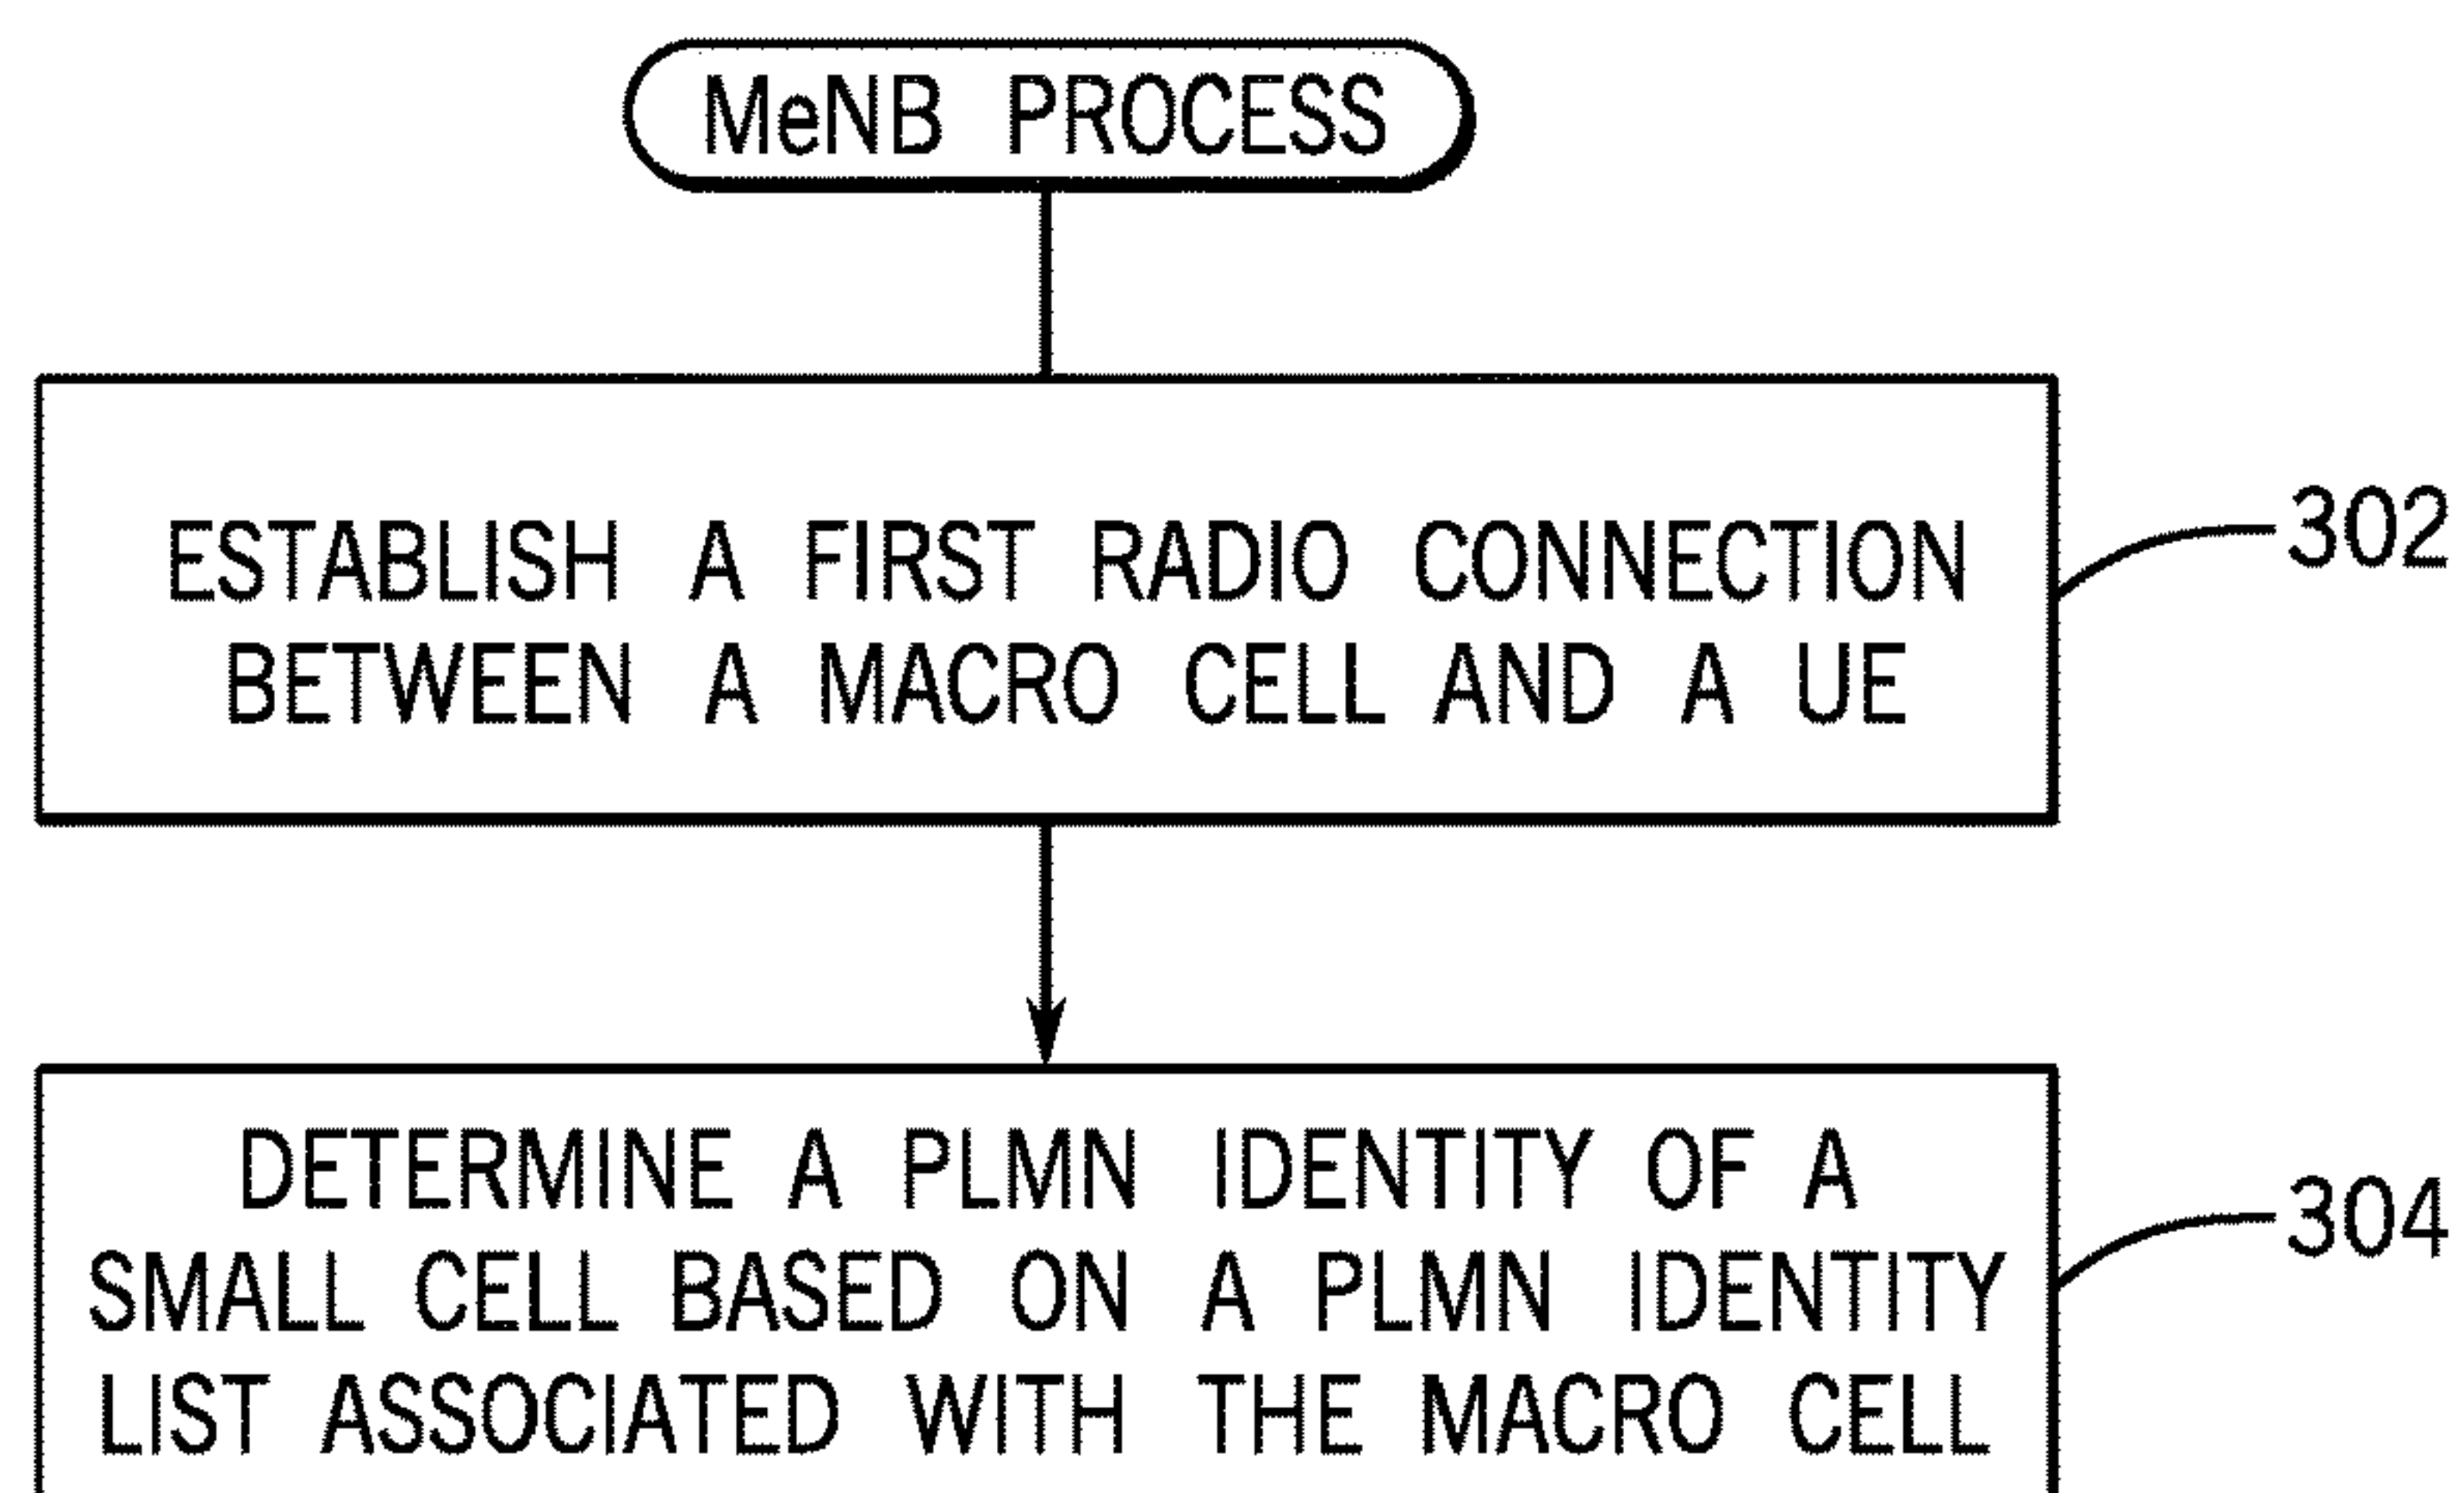 MeNB PROCESS
ESTABLISH A FIRST RADIO CONNECTION
BETWEEN A MACRO CELL AND A UE
302
DETERMINE A PLMN IDENTITY OF A
SMALL CELL BASED ON A PLMN IDENTITY
LIST ASSOCIATED WITH THE MACRO CELL
304